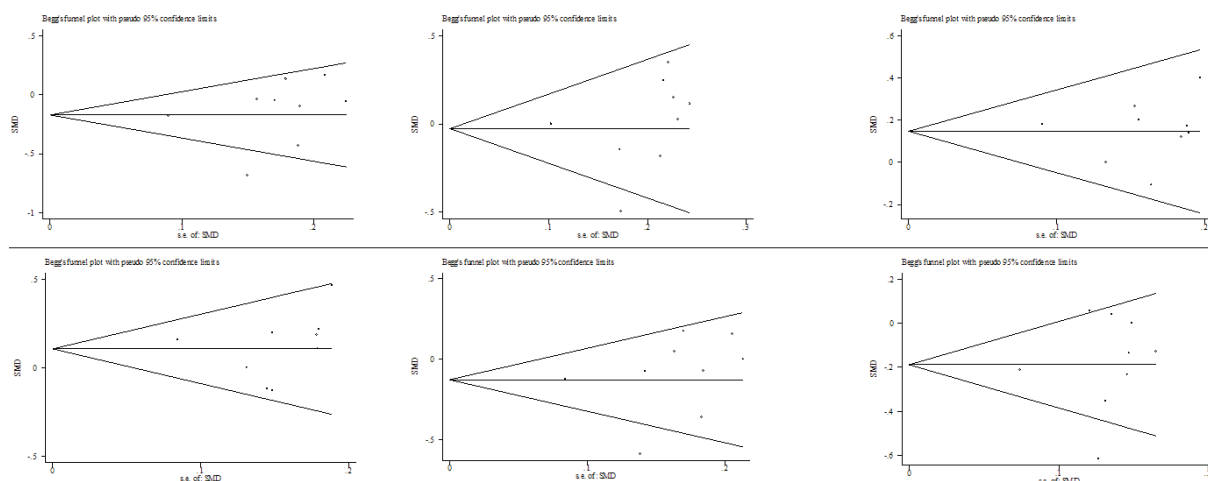 Begg's funnel plot with pseudo 95% confidence limits
.5
0
-.5
-1
SMD
0
.1
.2
s.e. of: SMD
Begg's funnel plot with pseudo 95% confidence limits
.5
0
-.5
SMD
0
.1
.2
0.3
s.e. of: SMD
Begg's funnel plot with pseudo 95% confidence limits
.6
.4
.2
0
-.2
SMD
0
.1
.2
s.e. of: SMD
Begg's funnel plot with pseudo 95% confidence limits
.5
0
-.5
SMD
0
.1
.2
s.e. of: SMD
Begg's funnel plot with pseudo 95% confidence limits
.5
0
-.5
SMD
0
.1
.2
s.e. of: SMD
Begg's funnel plot with pseudo 95% confidence limits
.2
0
-.2
-.4
-.6
SMD
0
.1
s.e. of: SMD